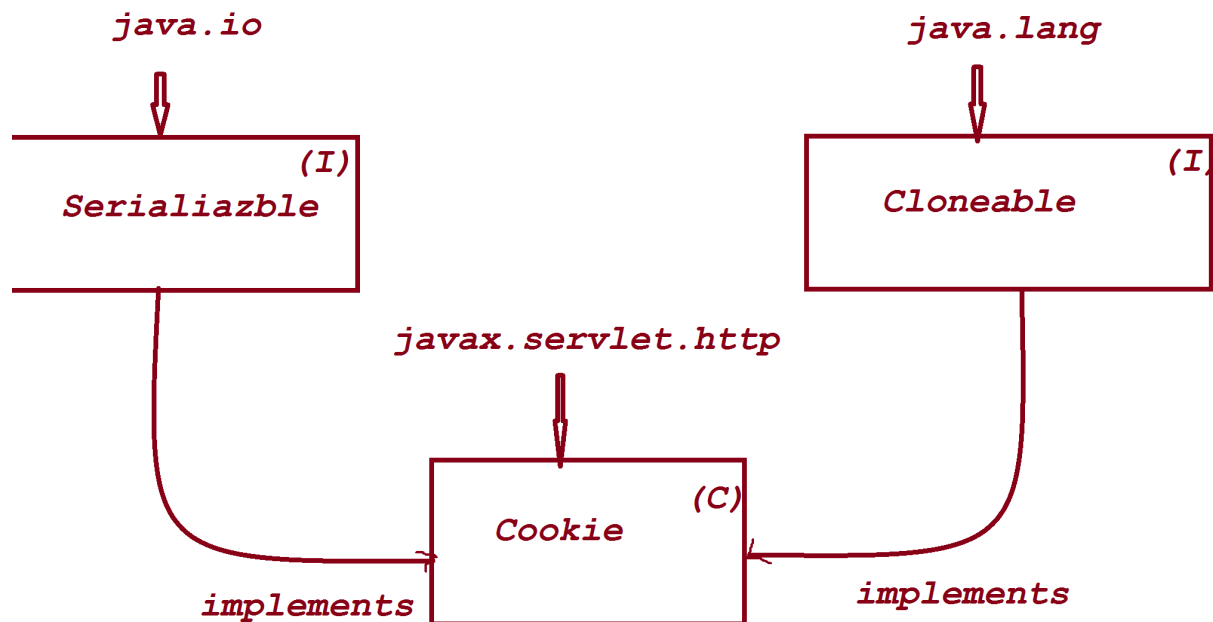 java.io
java.lang
(I)
(I)
Serialiazble
Cloneable
javax.servlet.http
(C)
Cookie
implements
implements